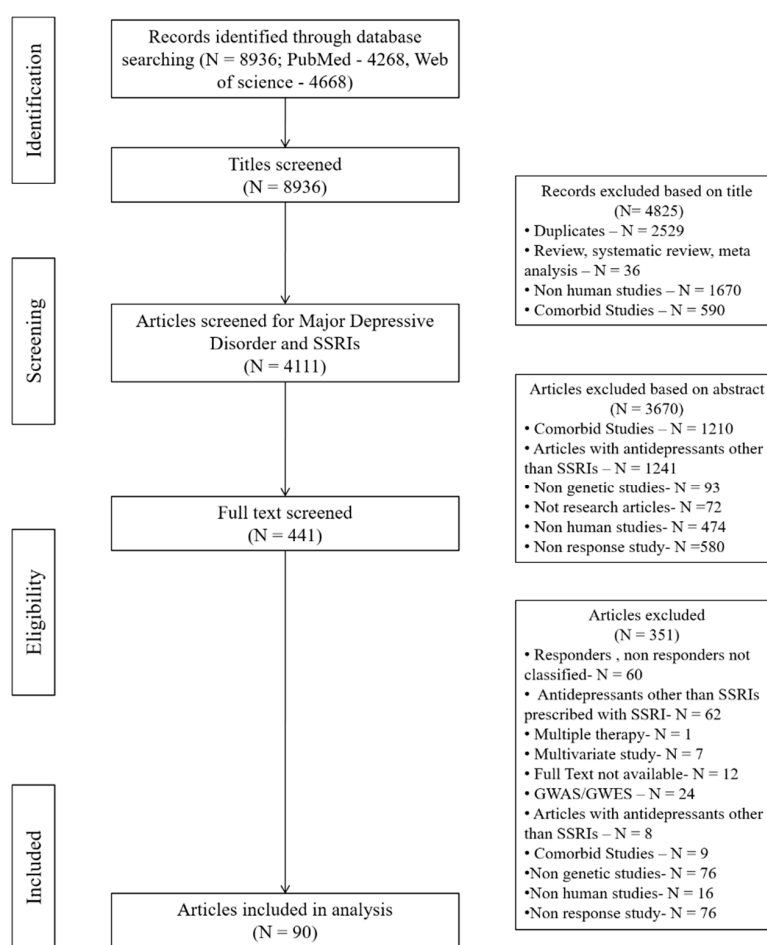 Identification
Records identified through database
searching (N = 8936; PubMed - 4268, Web
of science - 4668)
Titles screened
(N = 8936)
Records excluded based on title
(N= 4825)
• Duplicates – N = 2529
• Review, systematic review, meta
analysis – N = 36
• Non human studies – N = 1670
• Comorbid Studies – N = 590
Screening
Articles screened for Major Depressive
Disorder and SSRIs
(N = 4111)
Articles excluded based on abstract
(N = 3670)
• Comorbid Studies – N = 1210
• Articles with antidepressants other
than SSRIs – N = 1241
• Non genetic studies- N = 93
• Not research articles- N =72
• Non human studies- N = 474
• Non response study- N =580
Full text screened
(N = 441)
Eligibility
Articles excluded
(N = 351)
• Responders , non responders not
classified- N = 60
• Antidepressants other than SSRIs
prescribed with SSRI- N = 62
• Multiple therapy- N = 1
• Multivariate study- N = 7
• Full Text not available- N = 12
• GWAS/GWES – N = 24
• Articles with antidepressants other
than SSRIs – N = 8
• Comorbid Studies – N = 9
•Non genetic studies- N = 76
•Non human studies- N = 16
•Non response study- N = 76
Included
Articles included in analysis
(N = 90)